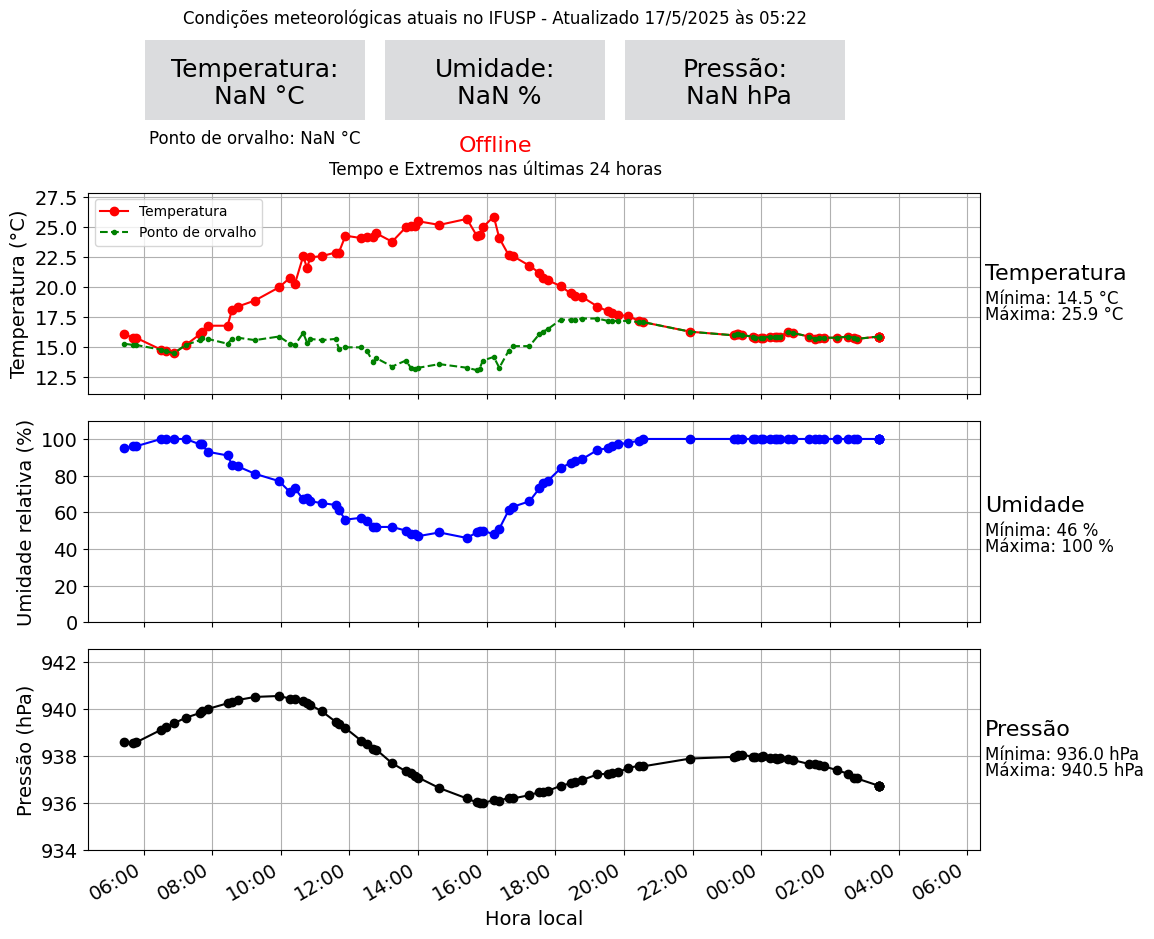 Condições meteorológicas atuais no IFUSP - Atualizado 17/5/2025 às 05:22
Temperatura:
NaN °C
Umidade:
NaN %
Pressão:
NaN hPa
Ponto de orvalho: NaN °C
Offline
Tempo e Extremos nas últimas 24 horas
Temperatura (°C)
27.5
25.0
22.5
20.0
17.5
15.0
12.5
Temperatura
Ponto de orvalho
Temperatura
Mínima: 14.5 °C
Máxima: 25.9 °C
Umidade relativa (%)
100
80
60
40
20
0
Umidade
Mínima: 46 %
Máxima: 100 %
Pressão (hPa)
942
940
938
936
934
Pressão
Mínima: 936.0 hPa
Máxima: 940.5 hPa
06:00
08:00
10:00
12:00
14:00
16:00
18:00
20:00
22:00
00:00
02:00
04:00
06:00
Hora local